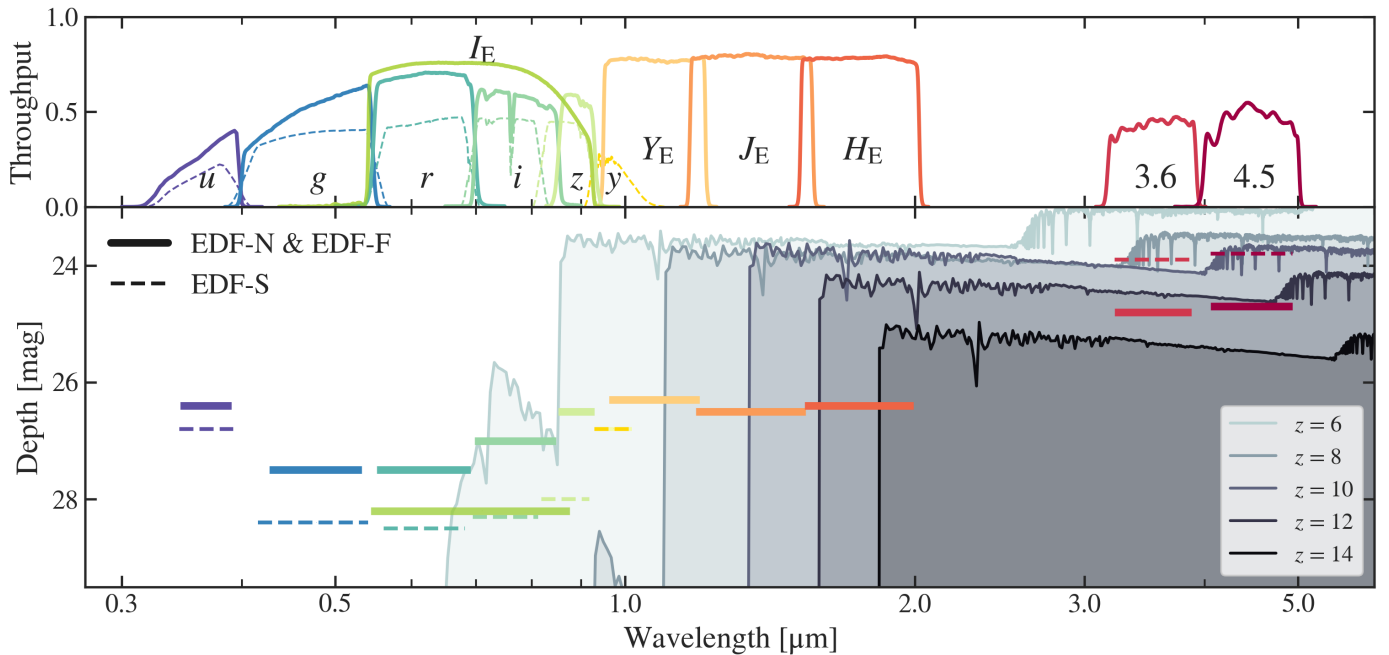 1.0
Throughput
0.5
0.0
I_E
u
g
r
i
z
y
Y_E
J_E
H_E
3.6
4.5
EDF-N & EDF-F
EDF-S
Depth [mag]
24
26
28
z = 6
z = 8
z = 10
z = 12
z = 14
0.3
0.5
1.0
2.0
3.0
5.0
Wavelength [µm]